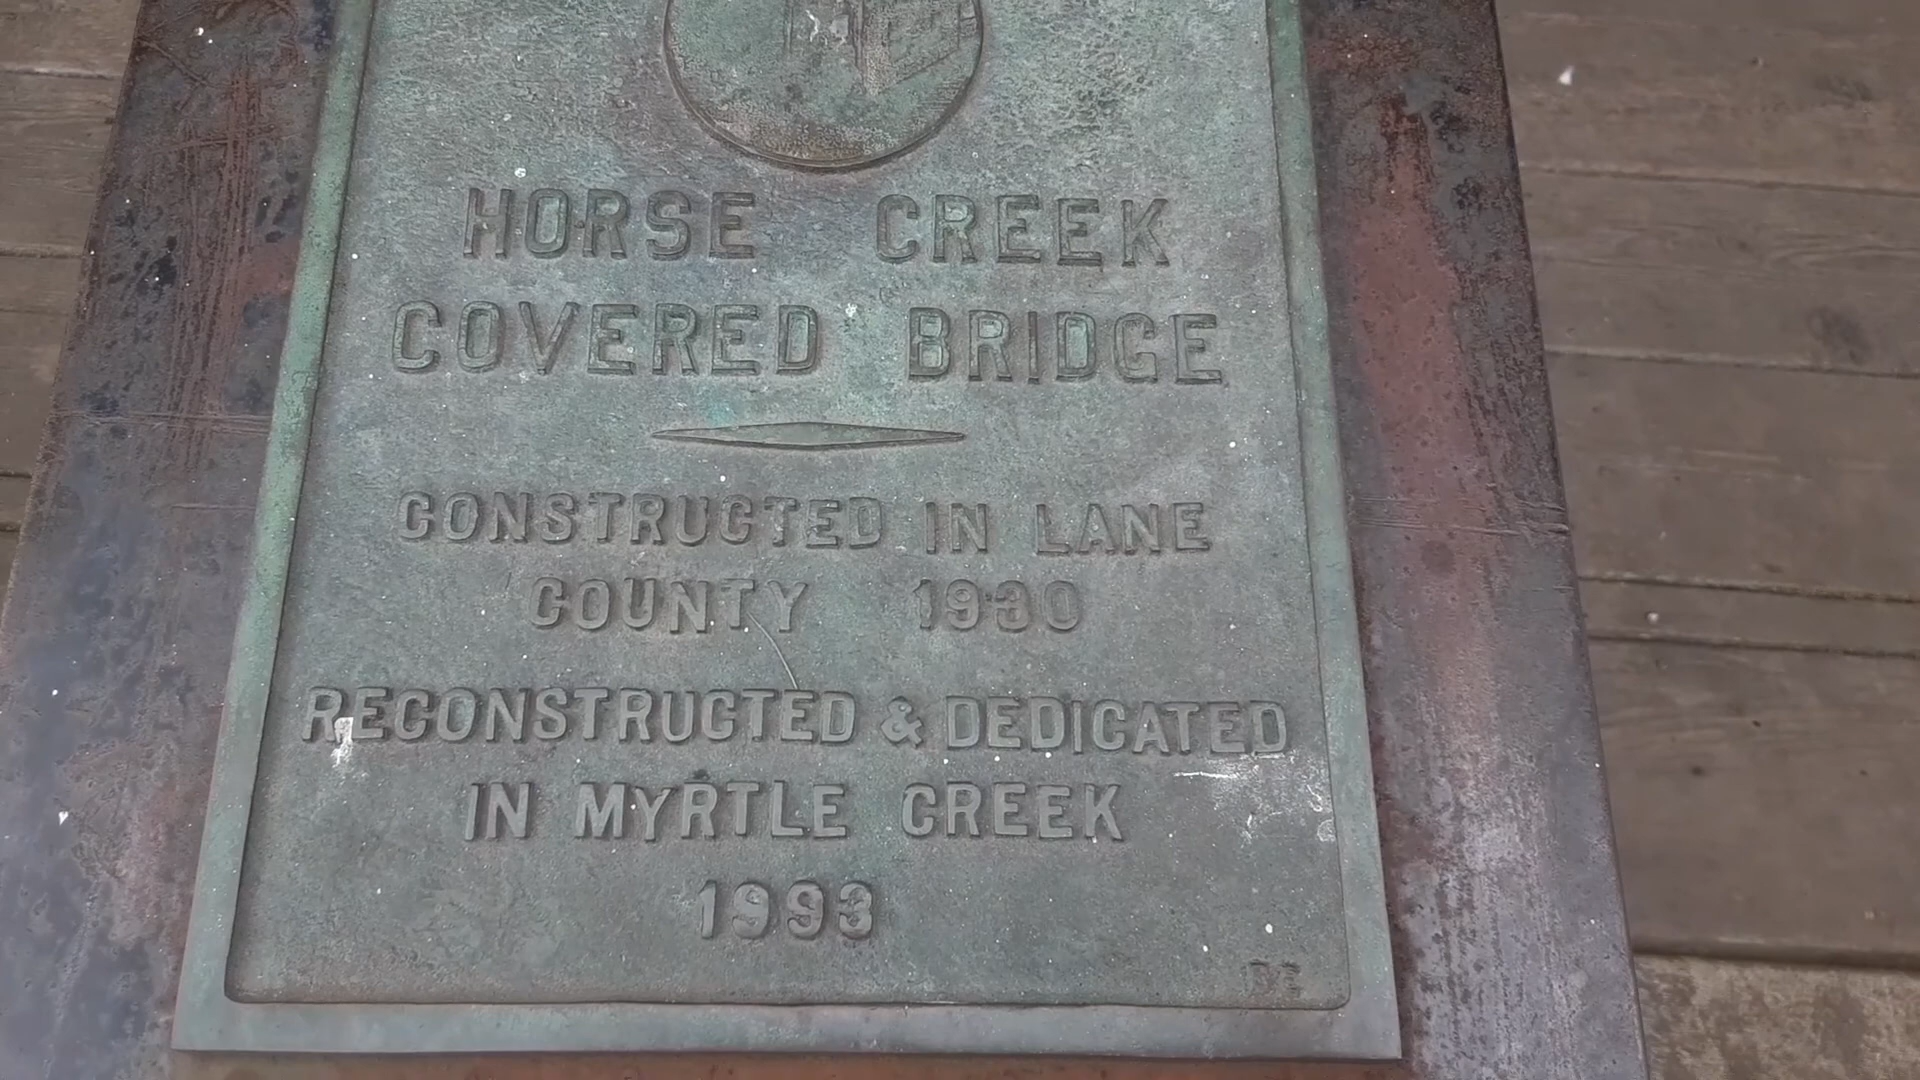 HORSE CREEK
COVERED BRIDGE
CONSTRUCTED IN LANE
COUNTY 1930
RECONSTRUCTED & DEDICATED
IN MYRTLE CREEK
1993